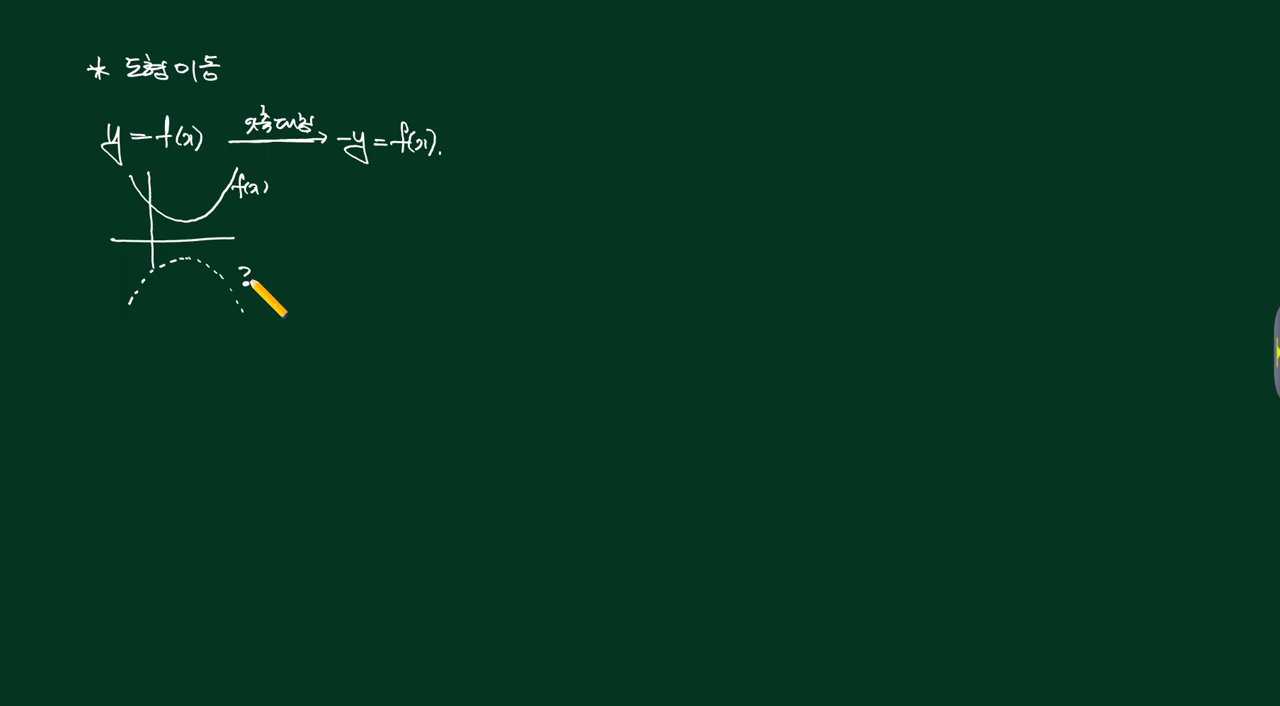 * 도형이동
y=f(x) x축대칭 -y=f(x).
f(x)
?